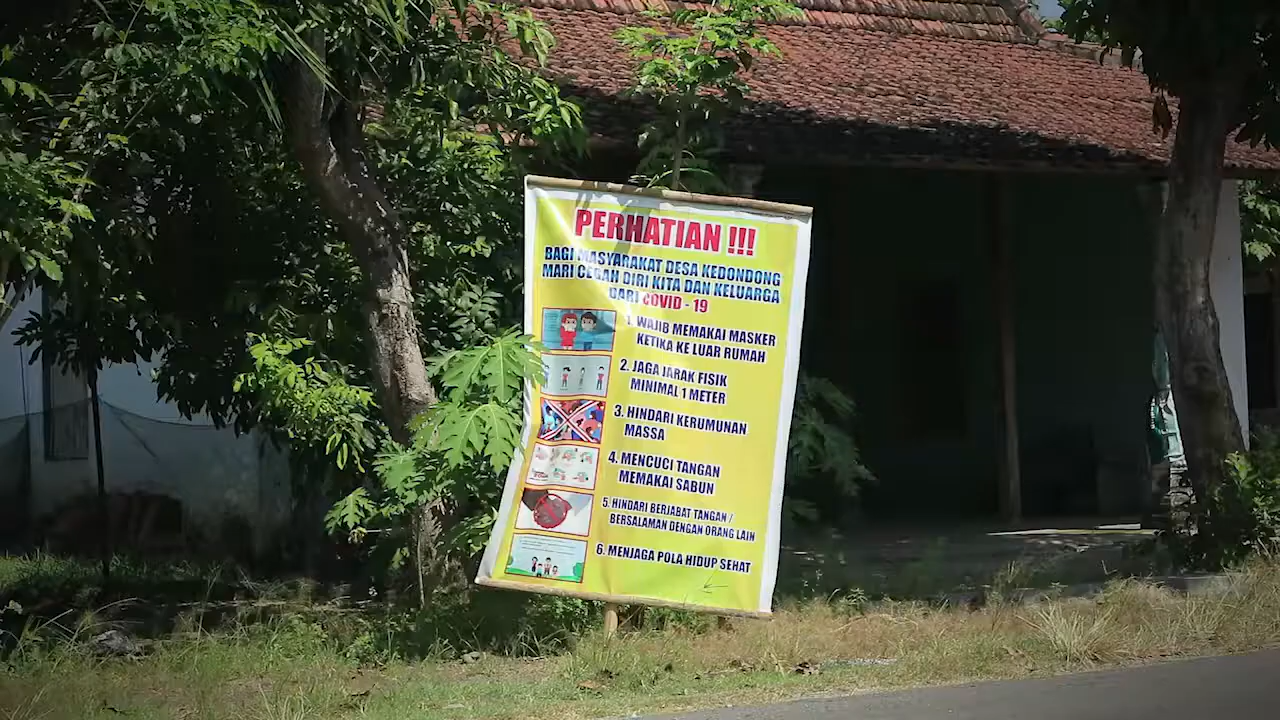 PERHATIAN !!!
BAGI MASYARAKAT DESA KEDONDONG
MARI CEGAH DIRI KITA DAN KELUARGA
DARI COVID - 19
1. WAJIB MEMAKAI MASKER
KETIKA KE LUAR RUMAH
2. JAGA JARAK FISIK
MINIMAL 1 METER
3. HINDARI KERUMUNAN
MASSA
4. MENCUCI TANGAN
MEMAKAI SABUN
5. HINDARI BERJABAT TANGAN /
BERSALAMAN DENGAN ORANG LAIN
6. MENJAGA POLA HIDUP SEHAT